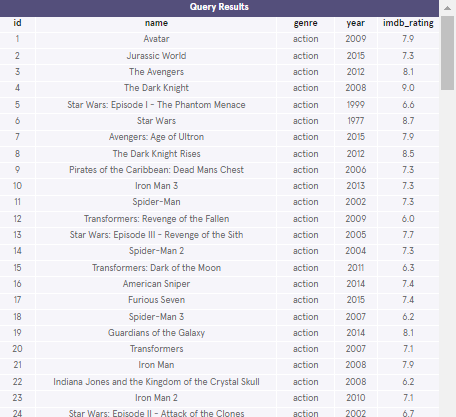 Query Results
id name genre year imdb_rating
1 Avatar action 2009 7.9
2 Jurassic World action 2015 7.3
3 The Avengers action 2012 8.1
4 The Dark Knight action 2008 9.0
5 Star Wars: Episode I - The Phantom Menace action 1999 6.6
6 Star Wars action 1977 8.7
7 Avengers: Age of Ultron action 2015 7.9
8 The Dark Knight Rises action 2012 8.5
9 Pirates of the Caribbean: Dead Mans Chest action 2006 7.3
10 Iron Man 3 action 2013 7.3
11 Spider-Man action 2002 7.3
12 Transformers: Revenge of the Fallen action 2009 6.0
13 Star Wars: Episode III - Revenge of the Sith action 2005 7.7
14 Spider-Man 2 action 2004 7.3
15 Transformers: Dark of the Moon action 2011 6.3
16 American Sniper action 2014 7.4
17 Furious Seven action 2015 7.4
18 Spider-Man 3 action 2007 6.2
19 Guardians of the Galaxy action 2014 8.1
20 Transformers action 2007 7.1
21 Iron Man action 2008 7.9
22 Indiana Jones and the Kingdom of the Crystal Skull action 2008 6.2
23 Iron Man 2 action 2010 7.1
24 Star Wars: Episode II - Attack of the Clones action 2002 6.7